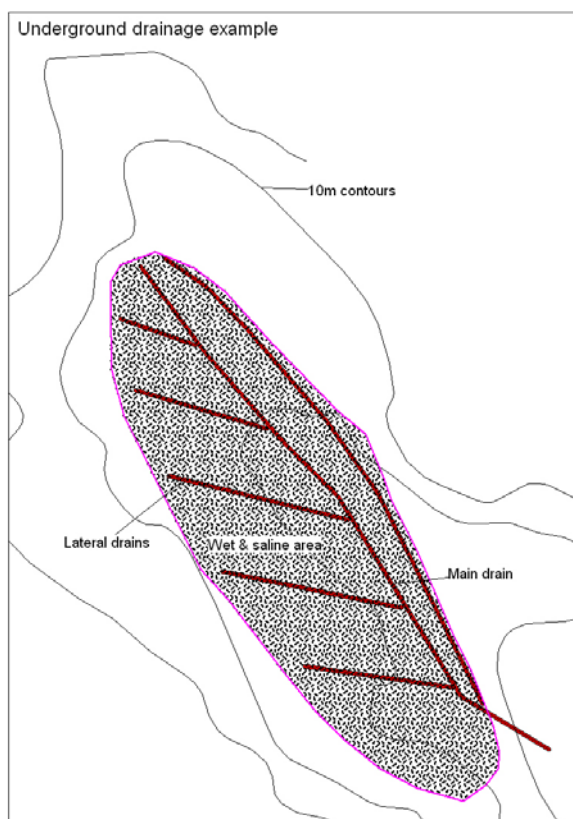 Underground drainage example
10m contours
Lateral drains
Wet & saline area
Main drain